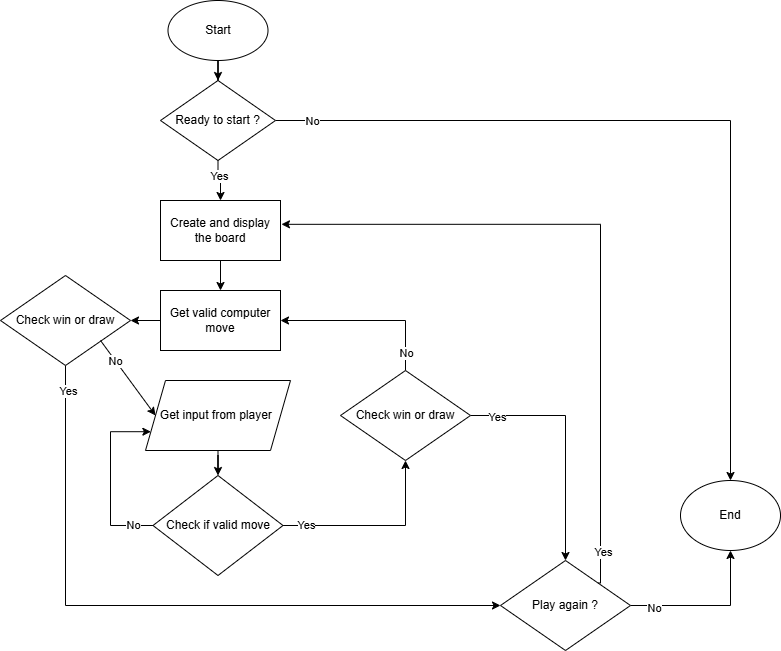 Start
Ready to start ?
No
Yes
Create and display
the board
Get valid computer
move
Check win or draw
No
Yes
Get input from player
No
Check win or draw
Yes
Check if valid move
No
Yes
End
Yes
Play again ?
No